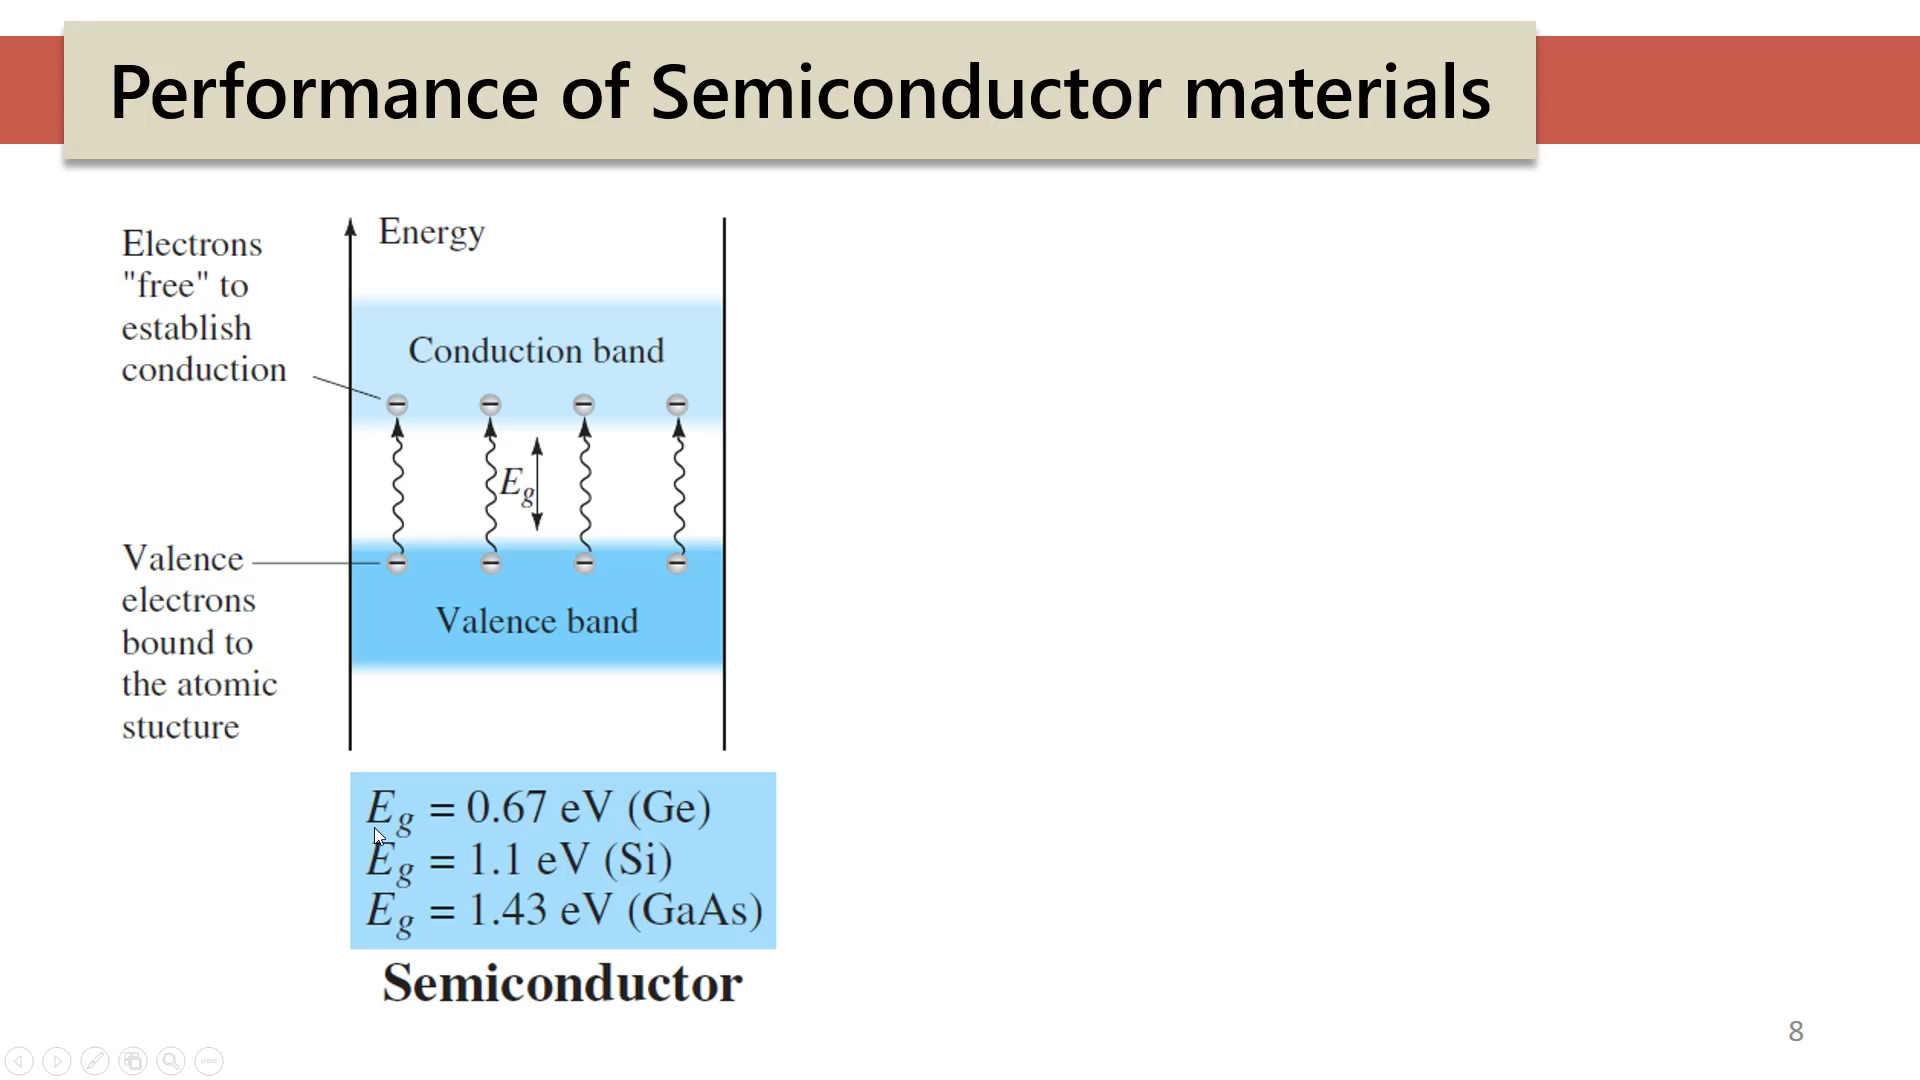 Performance of Semiconductor materials
Electrons
"free" to
establish
conduction
Energy
Conduction band
Eg
Valence
electrons
bound to
the atomic
stucture
Valence band
Eg = 0.67 eV (Ge)
Eg = 1.1 eV (Si)
Eg = 1.43 eV (GaAs)
Semiconductor
8